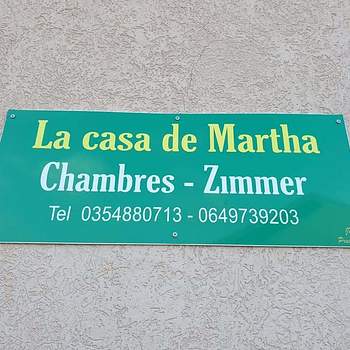 La casa de Martha
Chambres - Zımmer
Tel 0354880713 - 0649739203